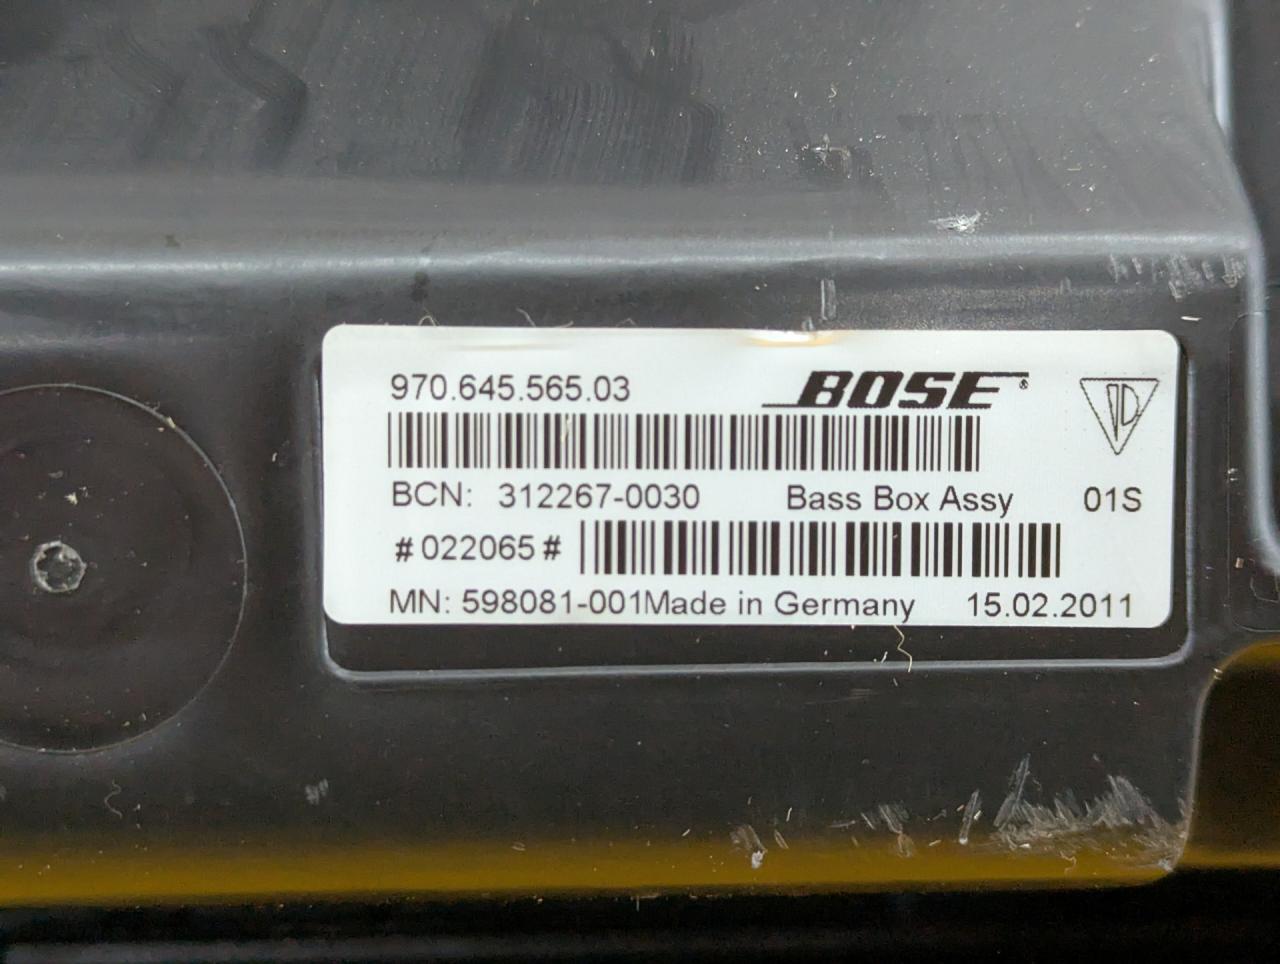 970.645.565.03 BOSE®
BCN: 312267-0030 Bass Box Assy 01S
#022065#
MN: 598081-001Made in Germany 15.02.2011